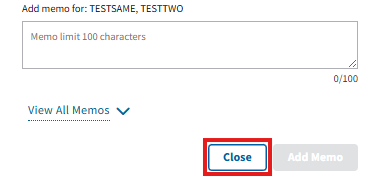 Add memo for: TESTSAME, TESTTWO
Memo limit 100 characters
0/100
View All Memos
Close Add Memo